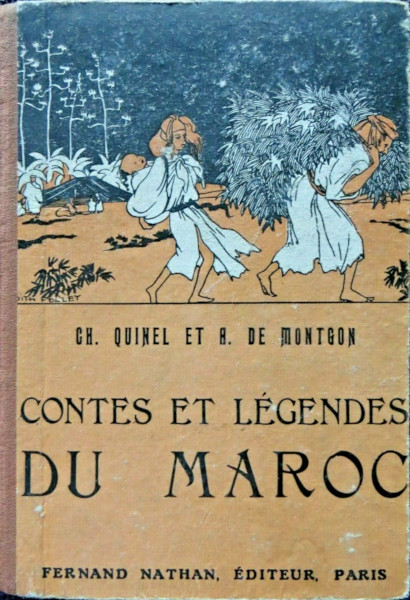 CH. QUINEL ET A. DE MONTGON
CONTES ET LÉGENDES
DU MAROC
FERNAND NATHAN, ÉDITEUR, PARIS